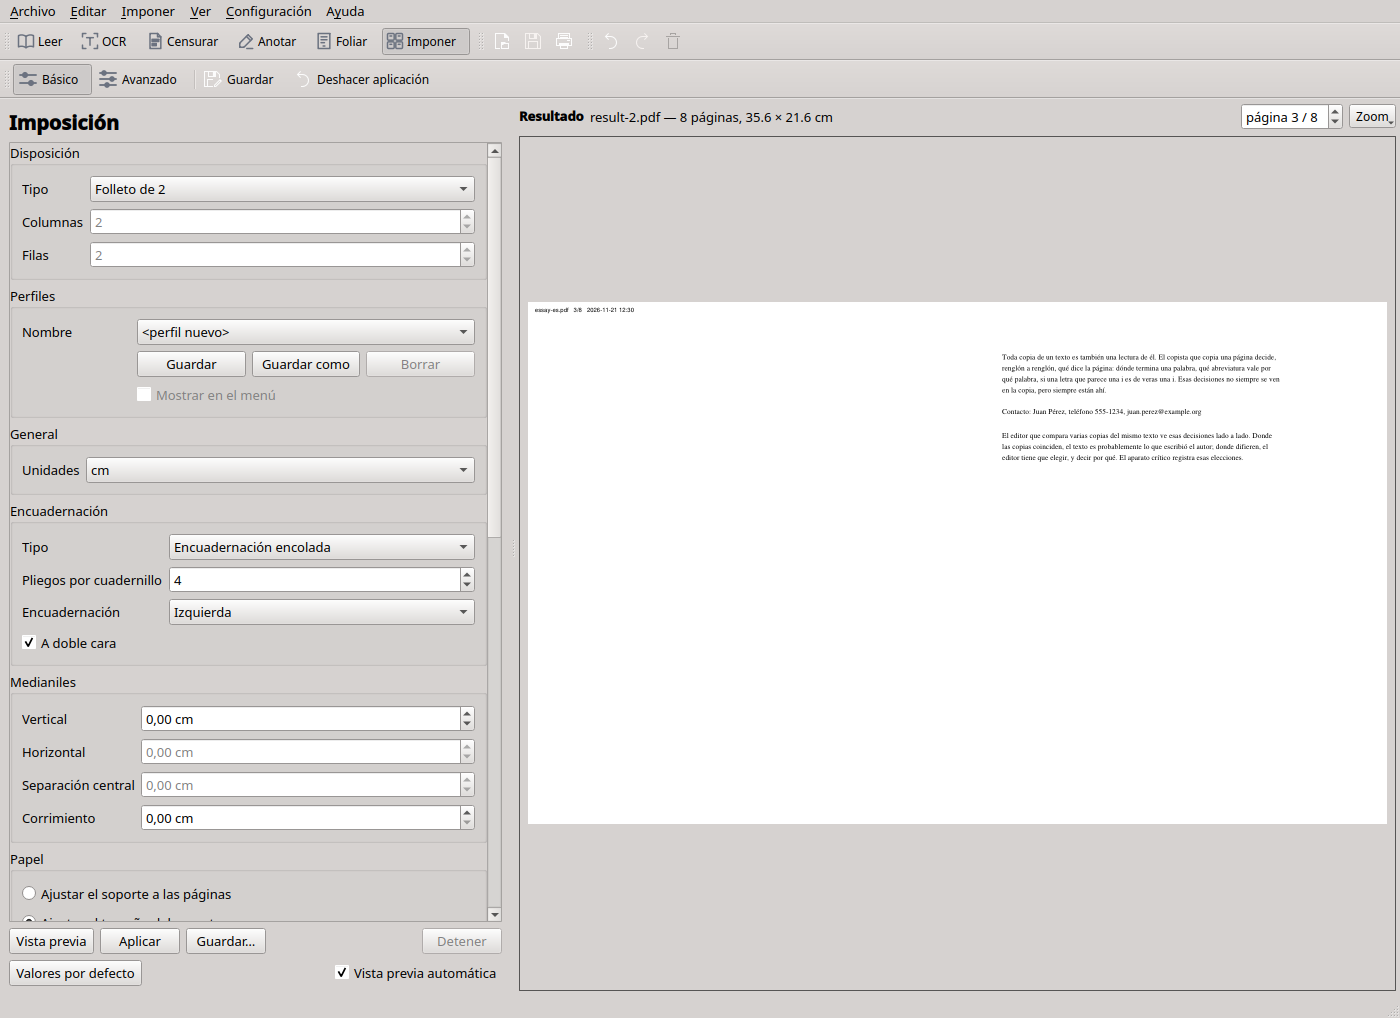 Archivo Editar Imponer Ver Configuración Ayuda
Leer OCR Censurar Anotar Foliar Imponer
Básico Avanzado Guardar Deshacer aplicación
Imposición
Disposición
Tipo Folleto de 2
Columnas 2
Filas 2
Perfiles
Nombre <perfil nuevo>
Guardar Guardar como Borrar
Mostrar en el menú
General
Unidades cm
Encuadernación
Tipo Encuadernación encolada
Pliegos por cuadernillo 4
Encuadernación Izquierda
A doble cara
Medianiles
Vertical 0,00 cm
Horizontal 0,00 cm
Separación central 0,00 cm
Corrimiento 0,00 cm
Papel
Ajustar el soporte a las páginas
Vista previa Aplicar Guardar... Detener
Valores por defecto Vista previa automática
Resultado result-2.pdf — 8 páginas, 35.6 × 21.6 cm
página 3 / 8 Zoom
essay-es.pdf 3/8 2026-11-21 12:30
Toda copia de un texto es también una lectura de él. El copista que copia una página decide,
renglón a renglón, qué dice la página: dónde termina una palabra, qué abreviatura vale por
qué palabra, si una letra que parece una i es de veras una i. Esas decisiones no siempre se ven
en la copia, pero siempre están ahí.
Contacto: Juan Pérez, teléfono 555-1234, juan.perez@example.org
El editor que compara varias copias del mismo texto ve esas decisiones lado a lado. Donde
las copias coinciden, el texto es probablemente lo que escribió el autor; donde difieren, el
editor tiene que elegir, y decir por qué. El aparato crítico registra esas elecciones.